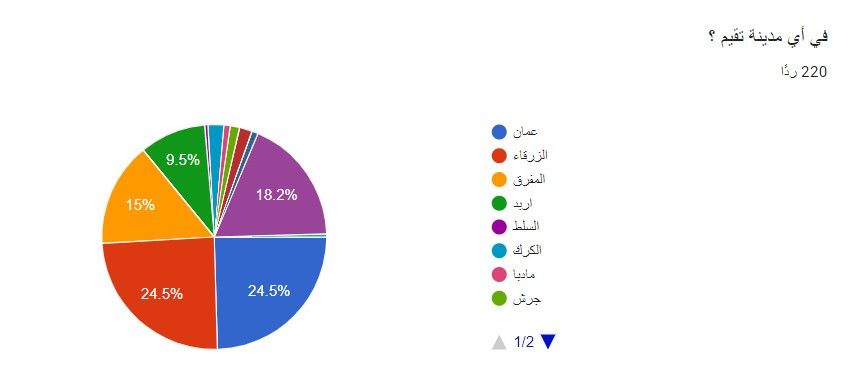 في أي مدينة تقيم ؟
220 ردًا
عمان
الزرقاء
المفرق
اربد
السلط
الكرك
مادبا
جرش
1/2
9.5%
18.2%
15%
24.5%
24.5%